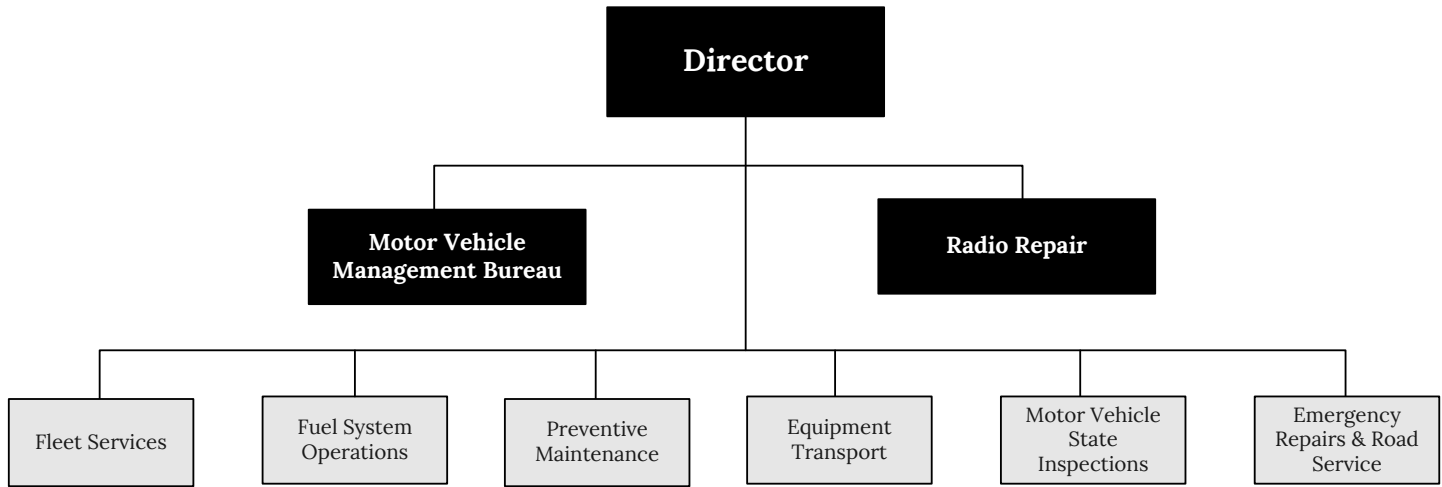 Director
Motor Vehicle
Management Bureau
Radio Repair
Fleet Services
Fuel System
Operations
Preventive
Maintenance
Equipment
Transport
Motor Vehicle
State
Inspections
Emergency
Repairs & Road
Service